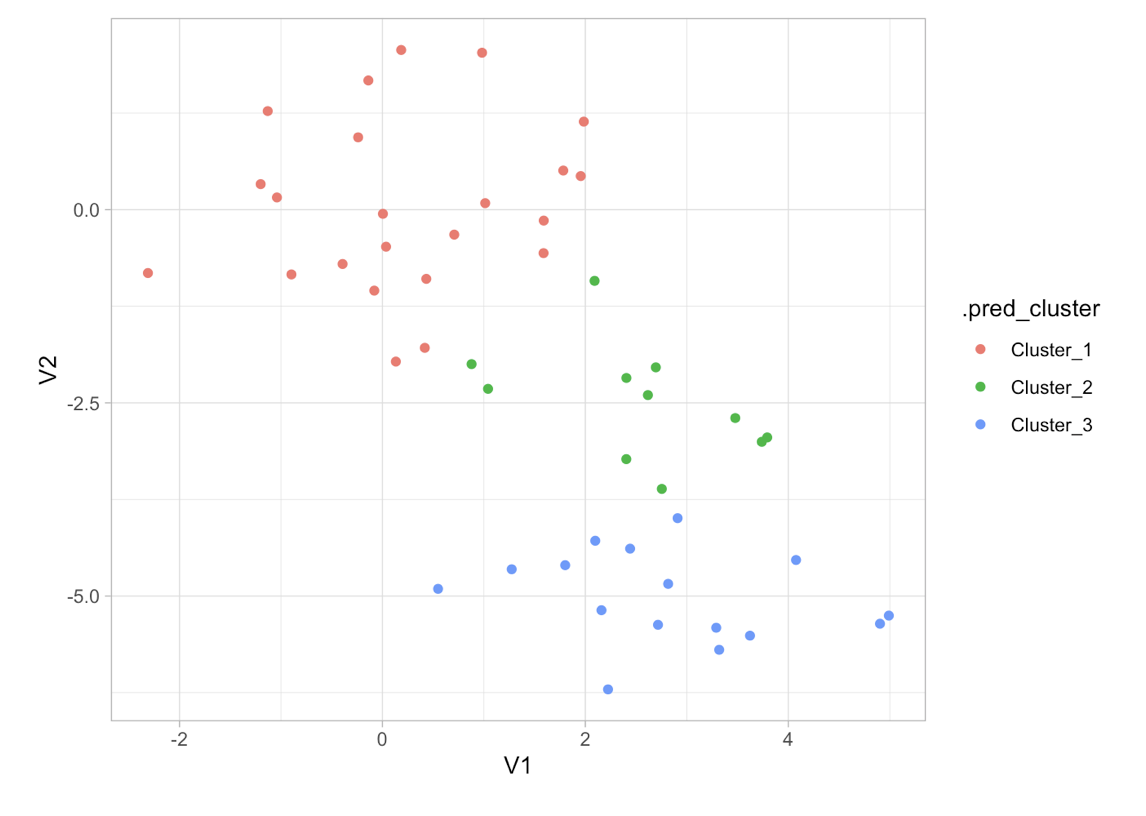 0.0
-2.5
-5.0
V2
-2
0
2
4
V1
.pred_cluster
Cluster_1
Cluster_2
Cluster_3